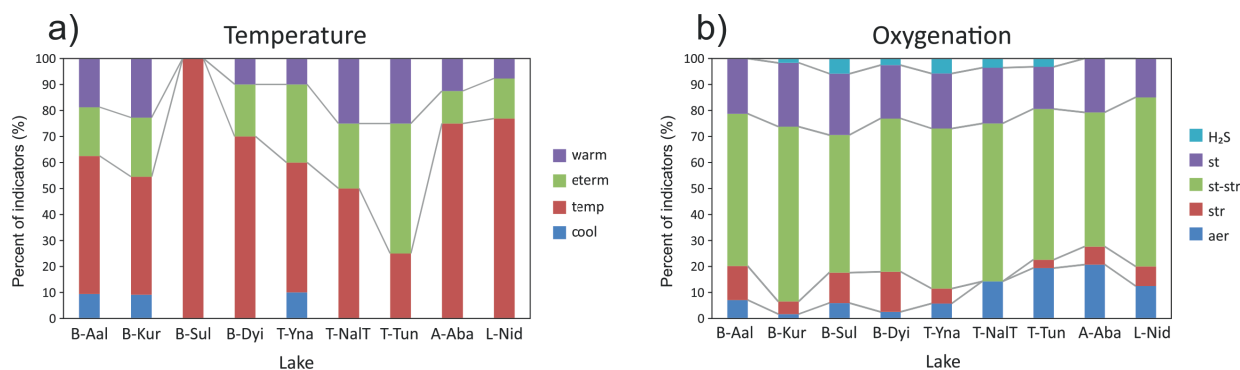 a)
Temperature
Percent of indicators (%)
100
90
80
70
60
50
40
30
20
10
0
B-Aal B-Kur B-Sul B-Dyi T-Yna T-NalT T-Tun A-Aba L-Nid
Lake
warm
eterm
temp
cool
b)
Oxygenation
Percent of indicators (%)
100
90
80
70
60
50
40
30
20
10
0
B-Aal B-Kur B-Sul B-Dyi T-Yna T-NalT T-Tun A-Aba L-Nid
Lake
H₂S
st
st-str
str
aer